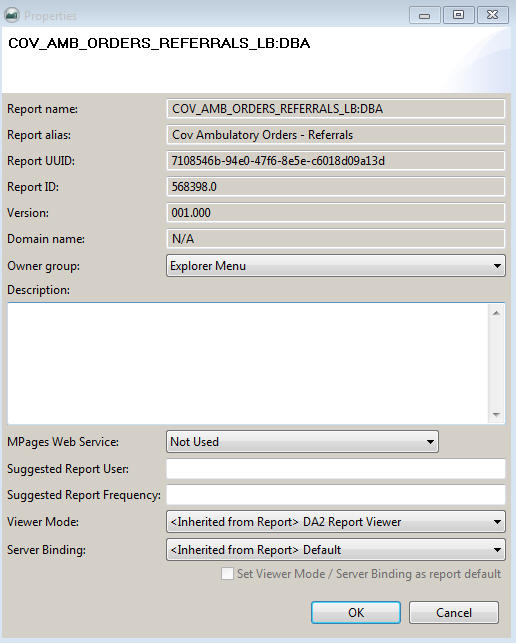 Properties
COV_AMB_ORDERS_REFERRALS_LB:DBA
Report name: COV_AMB_ORDERS_REFERRALS_LB:DBA
Report alias: Cov Ambulatory Orders - Referrals
Report UUID: 7108546b-94e0-47f6-8e5e-c6018d09a13d
Report ID: 568398.0
Version: 001.000
Domain name: N/A
Owner group: Explorer Menu
Description:
MPages Web Service: Not Used
Suggested Report User:
Suggested Report Frequency:
Viewer Mode: <Inherited from Report> DA2 Report Viewer
Server Binding: <Inherited from Report> Default
Set Viewer Mode / Server Binding as report default
OK Cancel